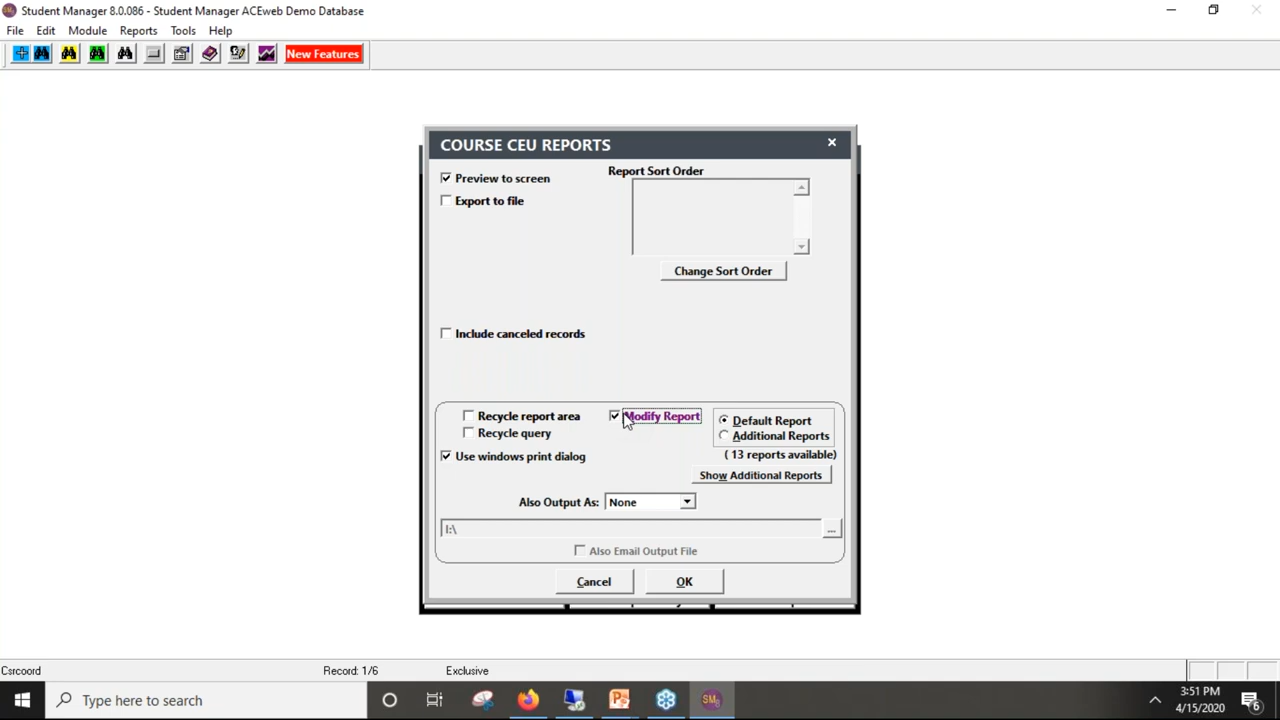 Student Manager 8.0.086 - Student Manager ACEweb Demo Database
File Edit Module Reports Tools Help
New Features
COURSE CEU REPORTS
Preview to screen
Export to file
Report Sort Order
Change Sort Order
Include canceled records
Recycle report area
Recycle query
Modify Report
Default Report
Additional Reports
( 13 reports available)
Use windows print dialog
Show Additional Reports
Also Output As: None
I:\
...
Also Email Output File
Cancel OK
Csrcoord Record: 1/6 Exclusive
Type here to search
3:51 PM
4/15/2020
6